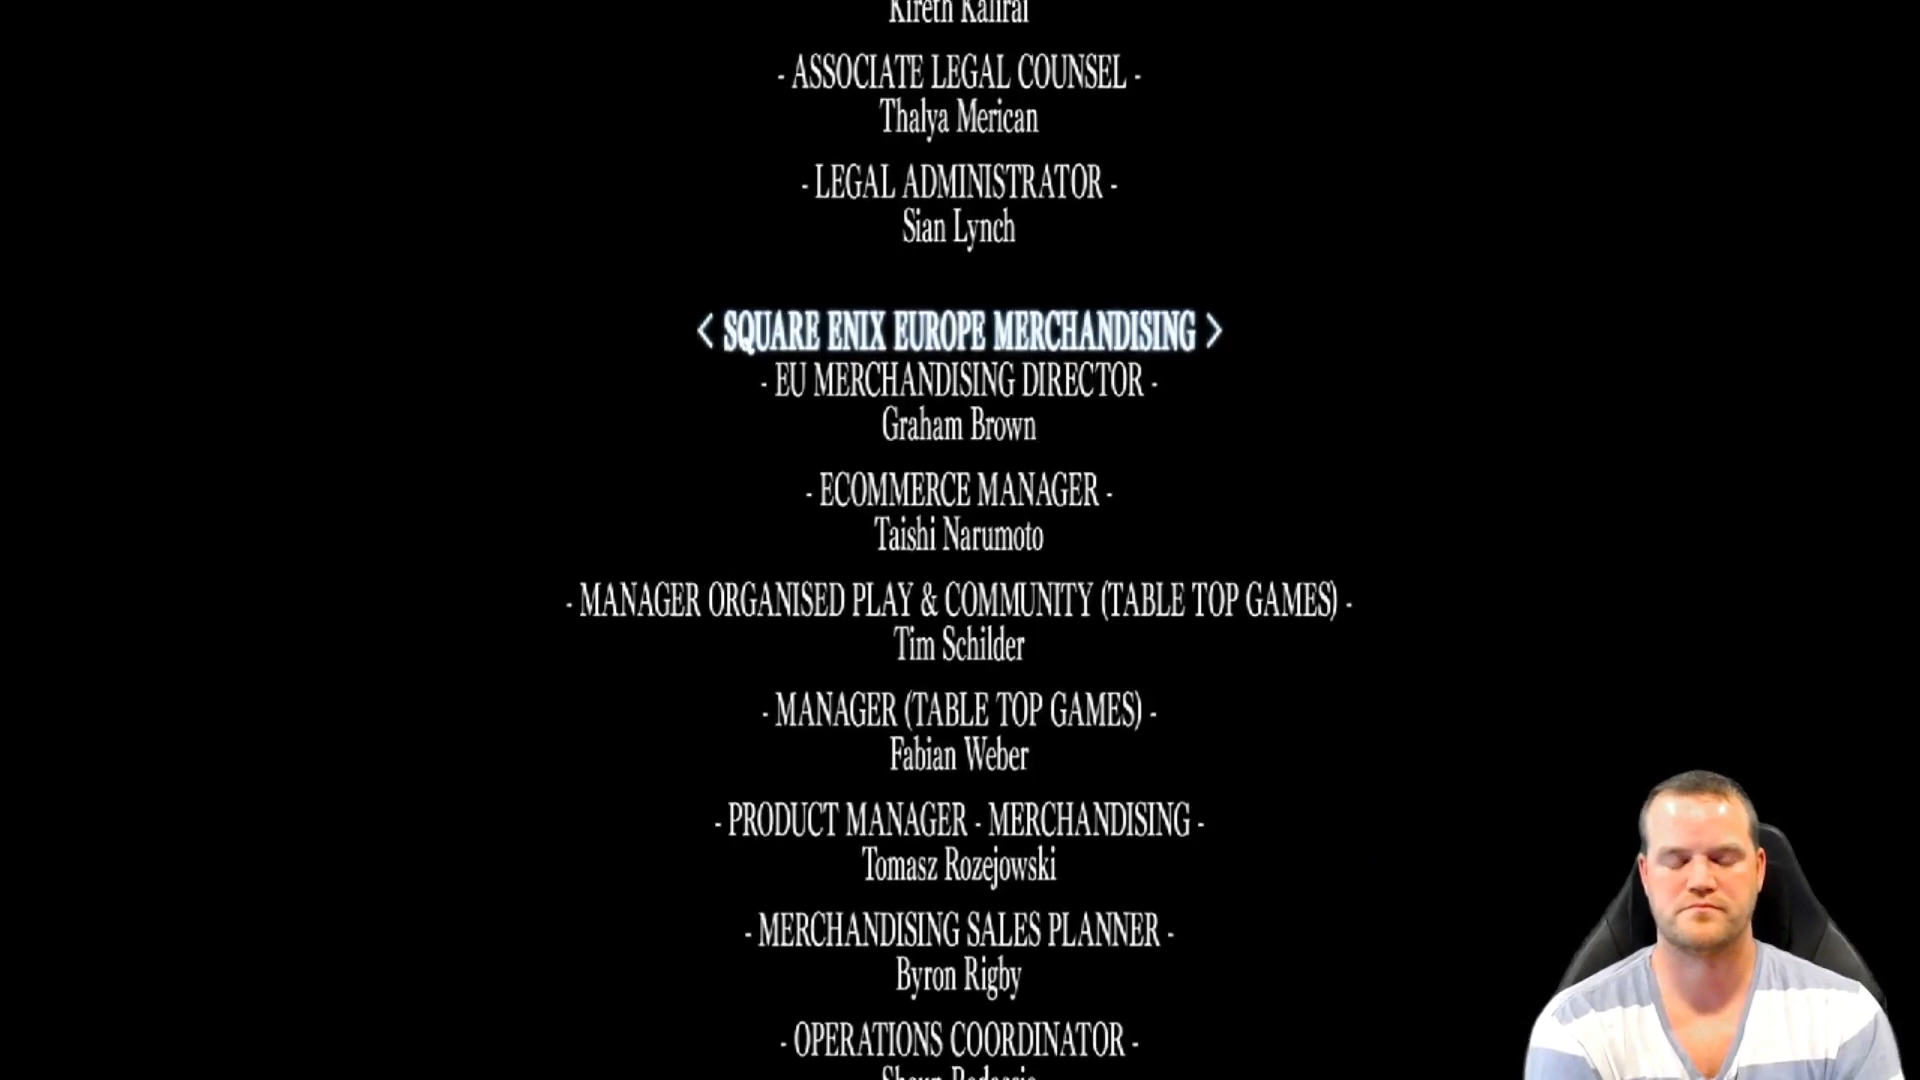 Kireth Kalirai
- ASSOCIATE LEGAL COUNSEL -
Thalya Merican
- LEGAL ADMINISTRATOR -
Sian Lynch
< SQUARE ENIX EUROPE MERCHANDISING >
- EU MERCHANDISING DIRECTOR -
Graham Brown
- ECOMMERCE MANAGER -
Taishi Narumoto
- MANAGER ORGANISED PLAY & COMMUNITY (TABLE TOP GAMES) -
Tim Schilder
- MANAGER (TABLE TOP GAMES) -
Fabian Weber
- PRODUCT MANAGER - MERCHANDISING -
Tomasz Rozejowski
- MERCHANDISING SALES PLANNER -
Byron Rigby
- OPERATIONS COORDINATOR -